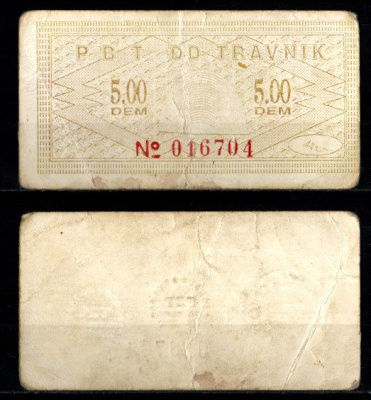 P B T DD TRAVNIK
5.00 5.00
DEM DEM
№ 016704